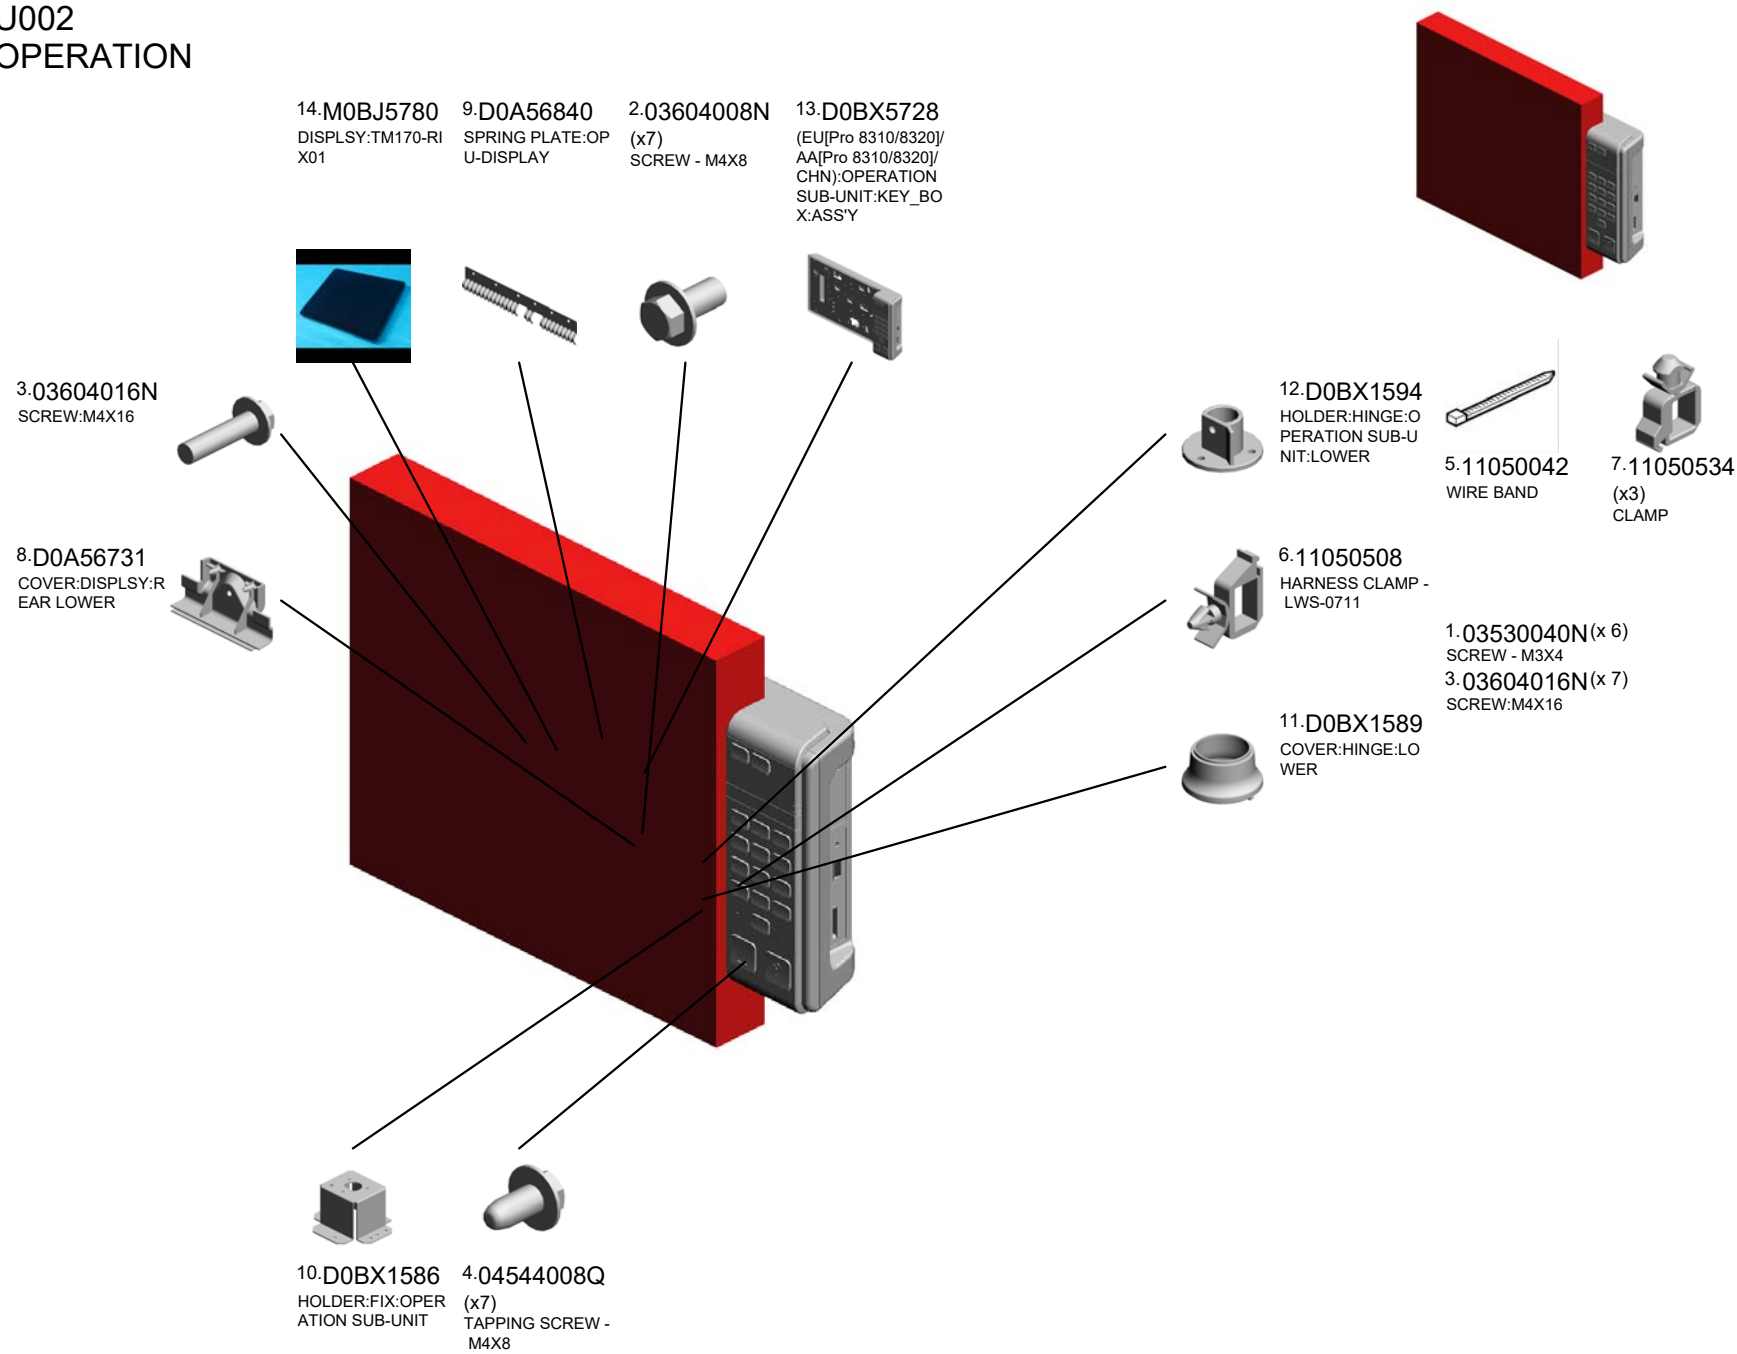 U002
OPERATION
14.M0BJ5780
DISPLSY:TM170-RI
X01
9.D0A56840
SPRING PLATE:OP
U-DISPLAY
2.03604008N
(x7)
SCREW - M4X8
13.D0BX5728
(EU[Pro 8310/8320]/
AA[Pro 8310/8320]/
CHN):OPERATION
SUB-UNIT:KEY_BO
X:ASS'Y
3.03604016N
SCREW:M4X16
8.D0A56731
COVER:DISPLSY:R
EAR LOWER
12.D0BX1594
HOLDER:HINGE:O
PERATION SUB-U
NIT:LOWER
5.11050042
WIRE BAND
7.11050534
(x3)
CLAMP
6.11050508
HARNESS CLAMP -
LWS-0711
1.03530040N(x 6)
SCREW - M3X4
3.03604016N(x 7)
SCREW:M4X16
11.D0BX1589
COVER:HINGE:LO
WER
10.D0BX1586
HOLDER:FIX:OPER
ATION SUB-UNIT
4.04544008Q
(x7)
TAPPING SCREW -
M4X8